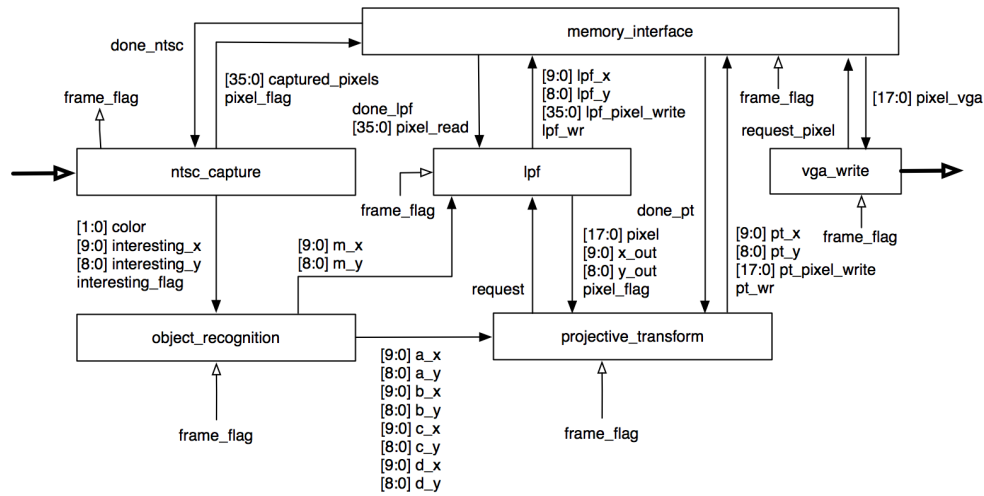 memory_interface
done_ntsc
[35:0] captured_pixels
pixel_flag
frame_flag
done_lpf
[35:0] pixel_read
[9:0] lpf_x
[8:0] lpf_y
[35:0] lpf_pixel_write
lpf_wr
frame_flag
request_pixel
[17:0] pixel_vga
ntsc_capture
lpf
vga_write
frame_flag
done_pt
frame_flag
[1:0] color
[9:0] interesting_x
[8:0] interesting_y
interesting_flag
[9:0] m_x
[8:0] m_y
request
[17:0] pixel
[9:0] x_out
[8:0] y_out
pixel_flag
[9:0] pt_x
[8:0] pt_y
[17:0] pt_pixel_write
pt_wr
object_recognition
projective_transform
[9:0] a_x
[8:0] a_y
[9:0] b_x
[8:0] b_y
[9:0] c_x
[8:0] c_y
[9:0] d_x
[8:0] d_y
frame_flag
frame_flag